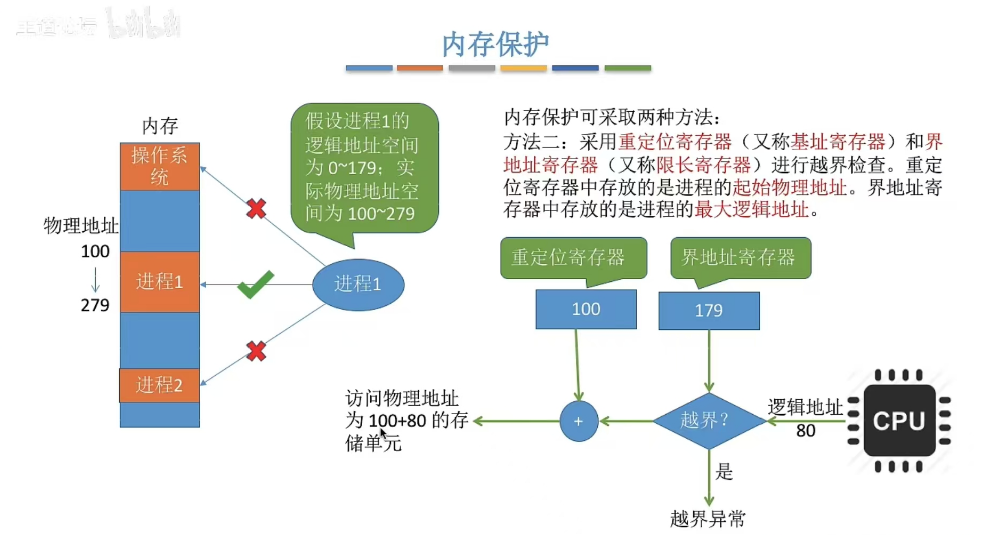 王道论坛 bilibili
内存保护
内存
操作系
统
物理地址
100
279
进程1
进程2
假设进程1的
逻辑地址空间
为 0~179；实
际物理地址空
间为 100~279
进程1
内存保护可采取两种方法：
方法二：采用重定位寄存器（又称基址寄存器）和界
地址寄存器（又称限长寄存器）进行越界检查。重定
位寄存器中存放的是进程的起始物理地址。界地址寄
存器中存放的是进程的最大逻辑地址。
重定位寄存器
界地址寄存器
100
179
访问物理地址
为 100+80 的存
储单元
+
越界？
逻辑地址
80
CPU
是
越界异常